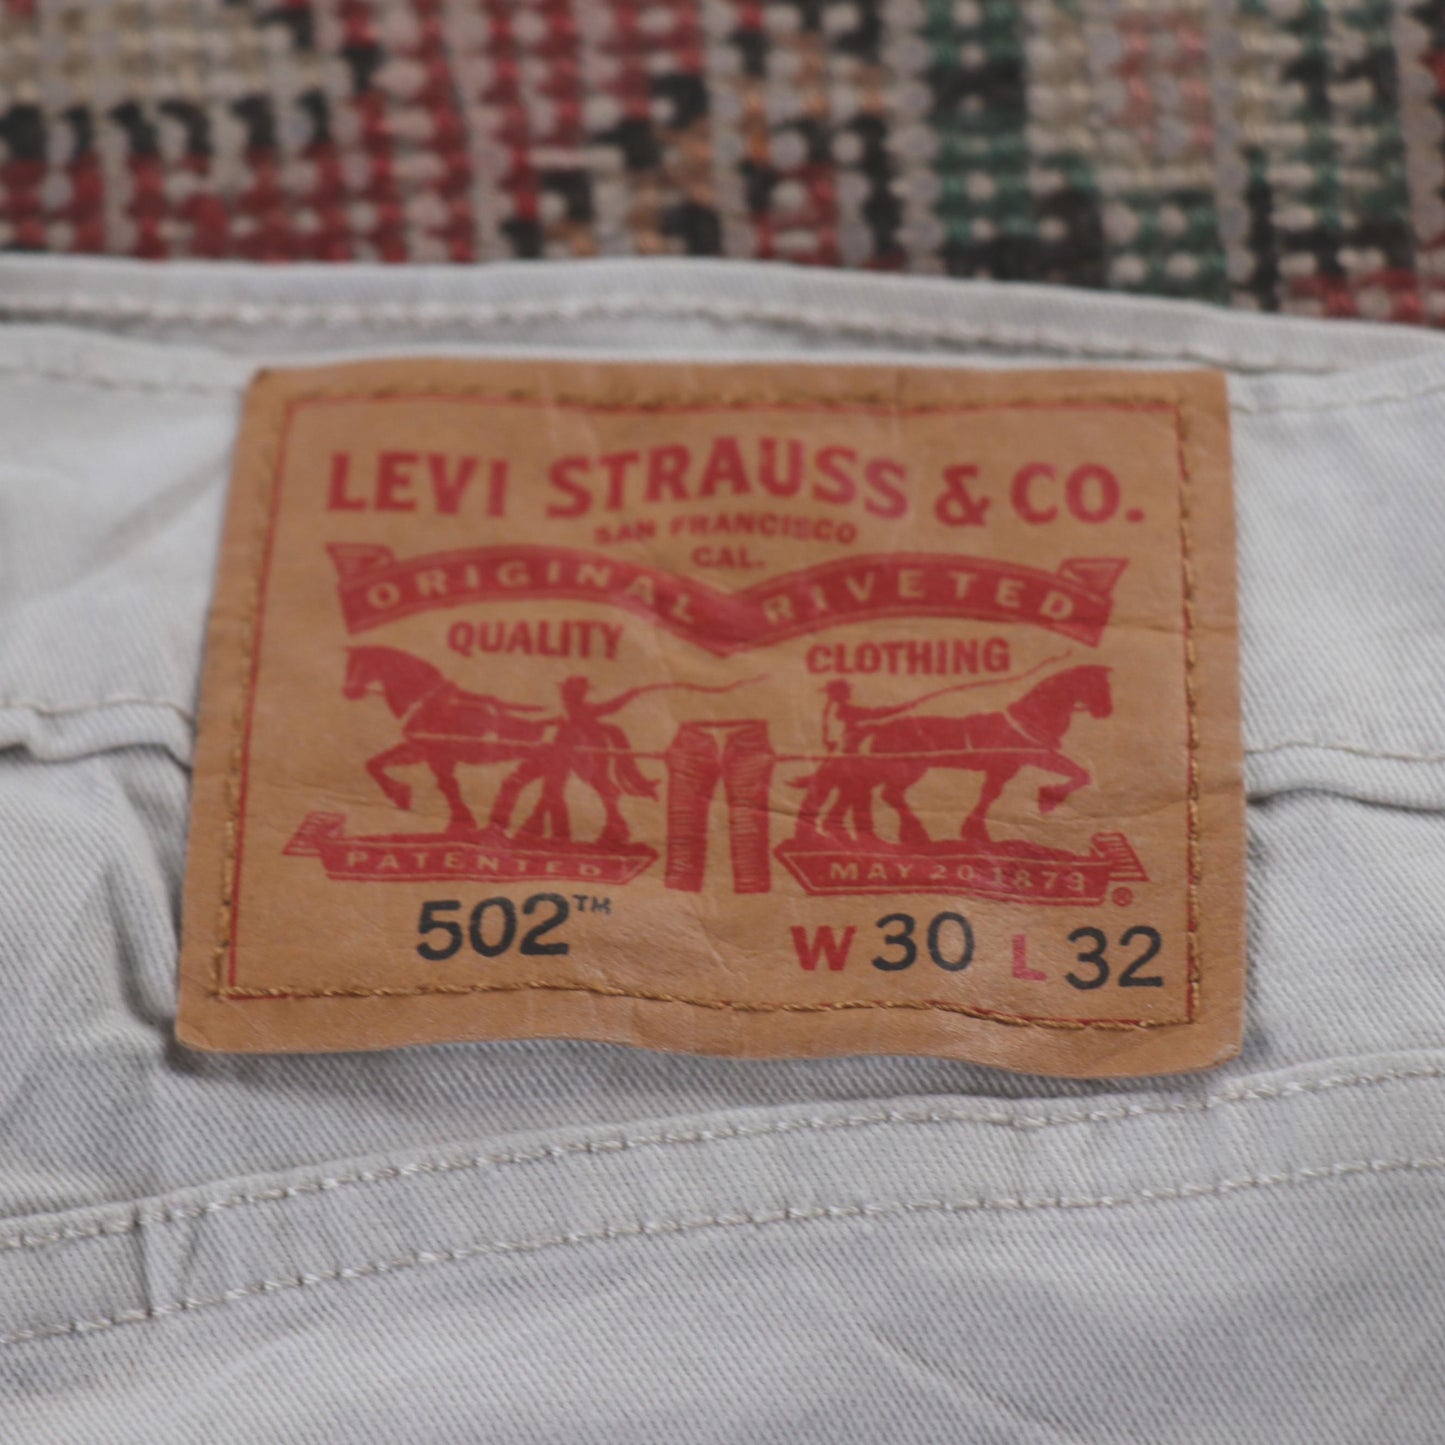 LEVI STRAUSS & CO.
SAN FRANCISCO
CAL.
ORIGINAL RIVETED
QUALITY CLOTHING
PATENTED MAY 20 1873 ®
502™ W 30 L 32